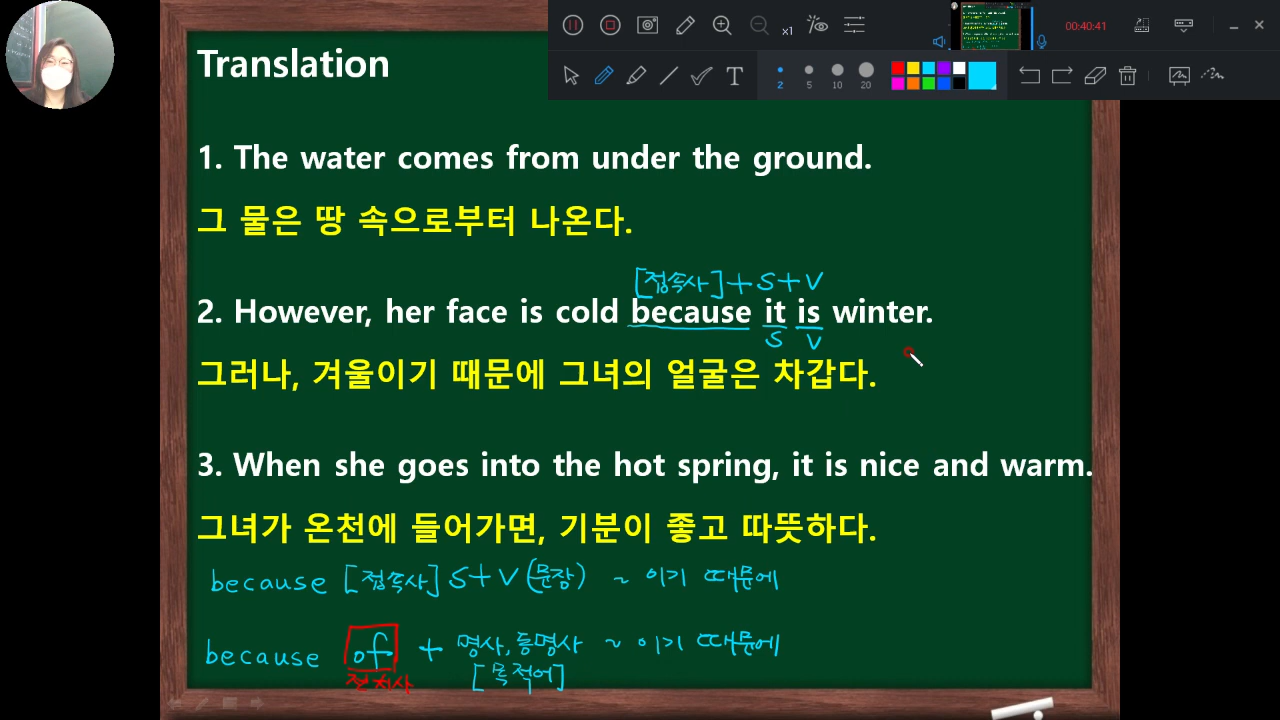 x1
00:40:41
T
2 5 10 20
Translation
1. The water comes from under the ground.
그 물은 땅 속으로부터 나온다.
[접속사]+S+V
2. However, her face is cold because it is winter.
S V
그러나, 겨울이기 때문에 그녀의 얼굴은 차갑다.
3. When she goes into the hot spring, it is nice and warm.
그녀가 온천에 들어가면, 기분이 좋고 따뜻하다.
because [접속사] S+V (문장) ~ 이기 때문에
because of + 명사, 동명사 ~ 이기 때문에
전치사 [목적어]